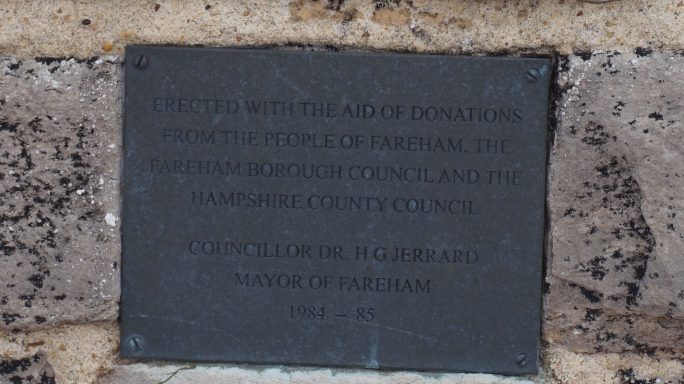 ERECTED WITH THE AID OF DONATIONS
FROM THE PEOPLE OF FAREHAM, THE
FAREHAM BOROUGH COUNCIL AND THE
HAMPSHIRE COUNTY COUNCIL
COUNCILLOR DR. H G JERRARD
MAYOR OF FAREHAM
1984 – 85